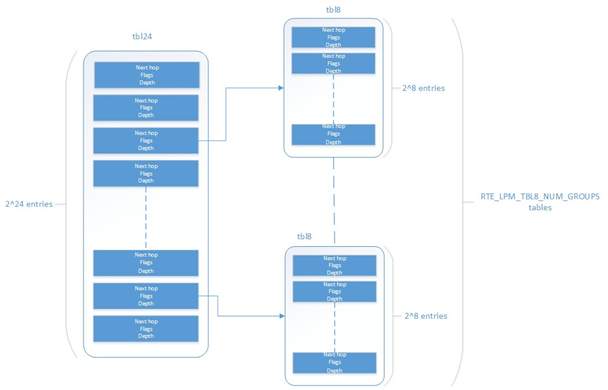 tbl24
Next hop
Flags
Depth
Next hop
Flags
Depth
Next hop
Flags
Depth
Next hop
Flags
Depth
Next hop
Flags
Depth
Next hop
Flags
Depth
Next hop
Flags
Depth
2^24 entries
tbl8
Next hop
Flags
Depth
Next hop
Flags
Depth
Next hop
Flags
Depth
2^8 entries
tbl8
Next hop
Flags
Depth
Next hop
Flags
Depth
Next hop
Flags
Depth
2^8 entries
RTE_LPM_TBL8_NUM_GROUPS
tables